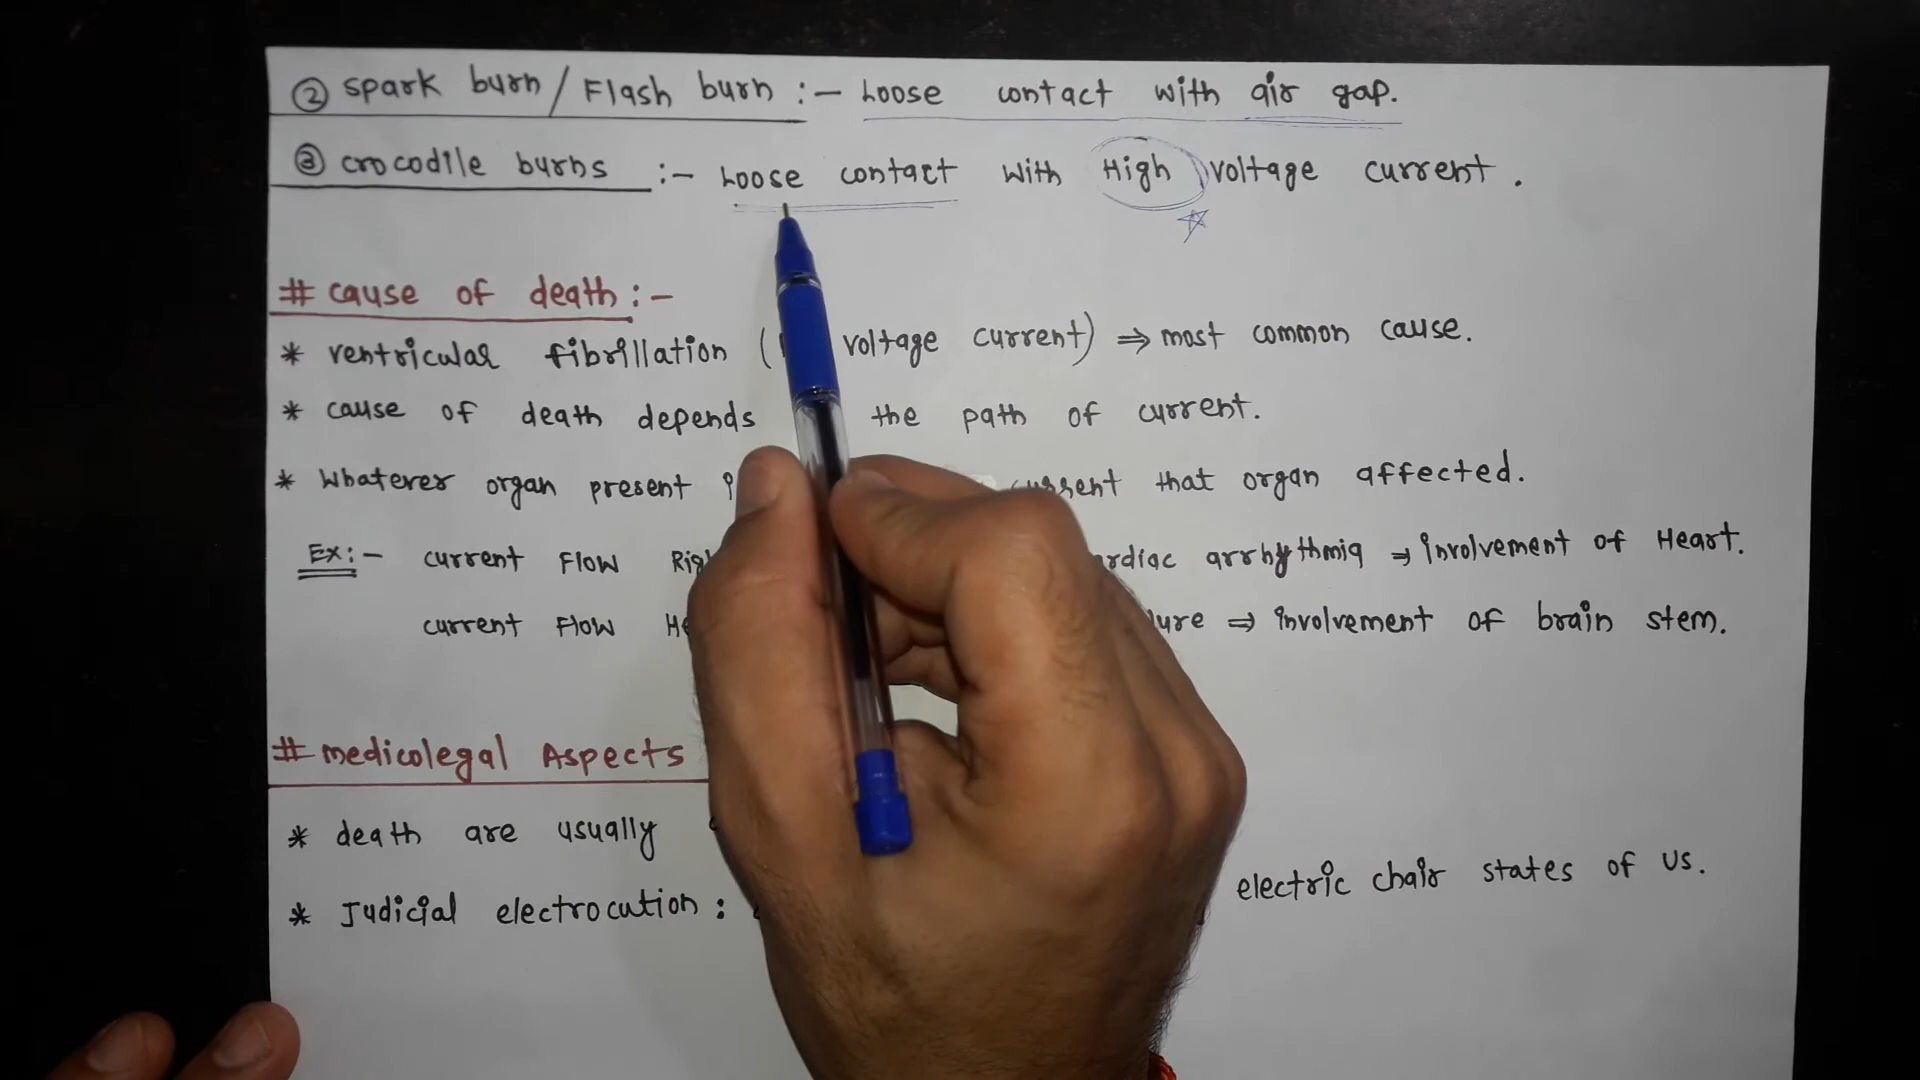 ② spark burn / Flash burn :- Loose contact with air gap.
③ crocodile burns :- Loose contact with High voltage current.
# cause of death :-
* ventricular fibrillation ( voltage current) ⇒ most common cause.
* cause of death depends the path of current.
* Whatever organ present current that organ affected.
Ex:- current Flow arrhythmia → involvement of Heart.
current Flow ⇒ involvement of brain stem.
# medicolegal Aspects
* death are usually
* Judicial electrocution : electric chair states of US.